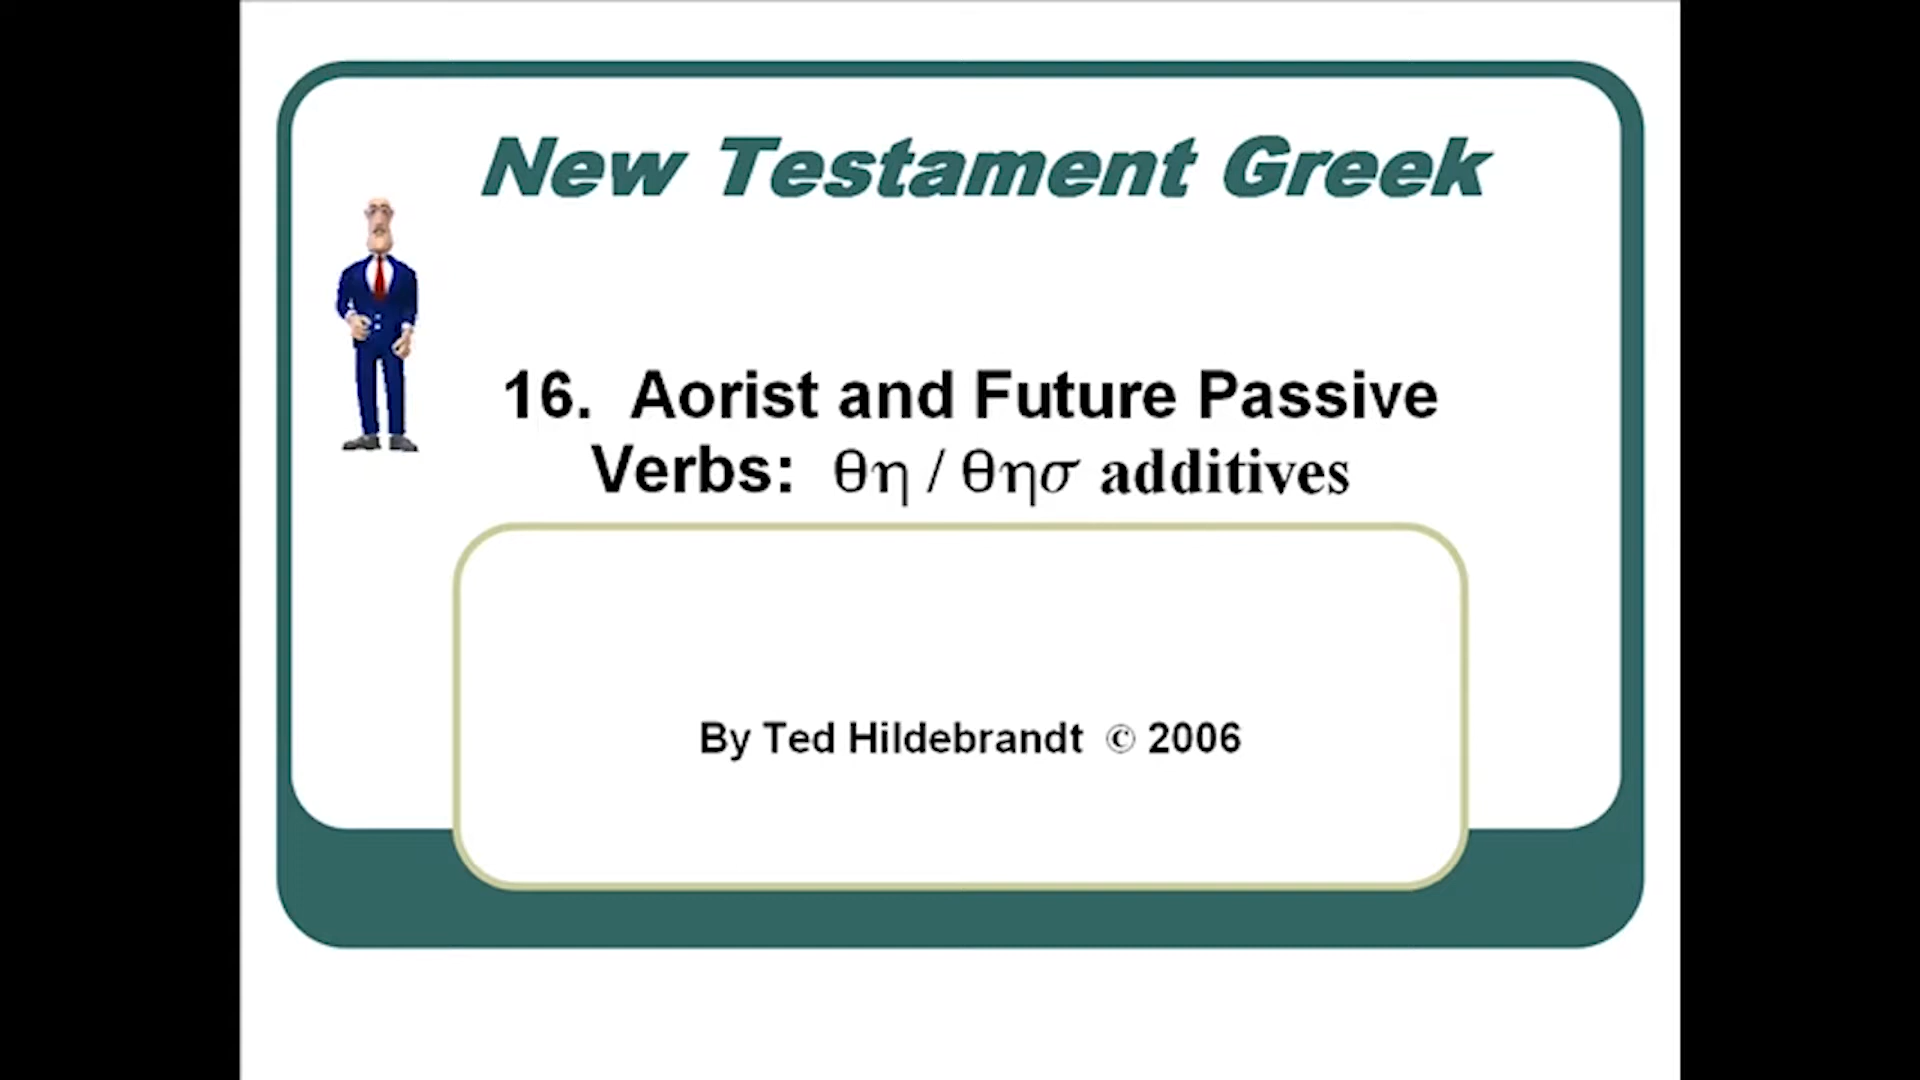 New Testament Greek
16. Aorist and Future Passive
Verbs: θη / θησ additives
By Ted Hildebrandt © 2006